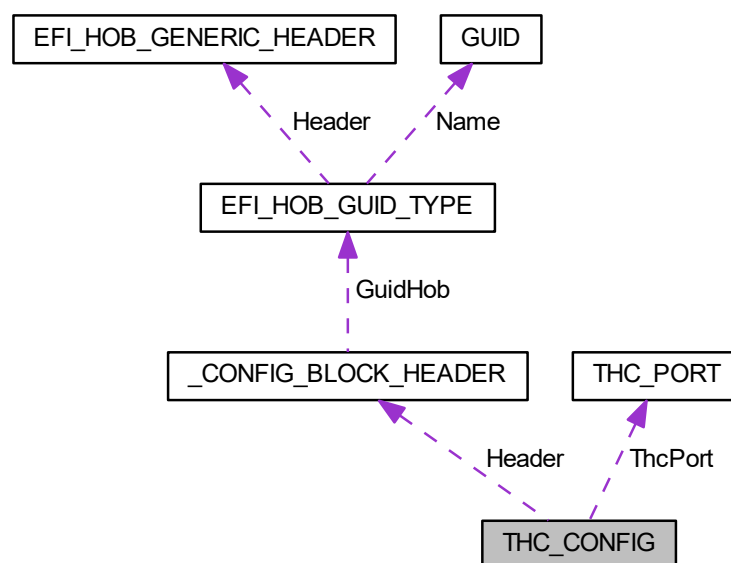 EFI_HOB_GENERIC_HEADER
GUID
Header
Name
EFI_HOB_GUID_TYPE
GuidHob
_CONFIG_BLOCK_HEADER
THC_PORT
Header
ThcPort
THC_CONFIG